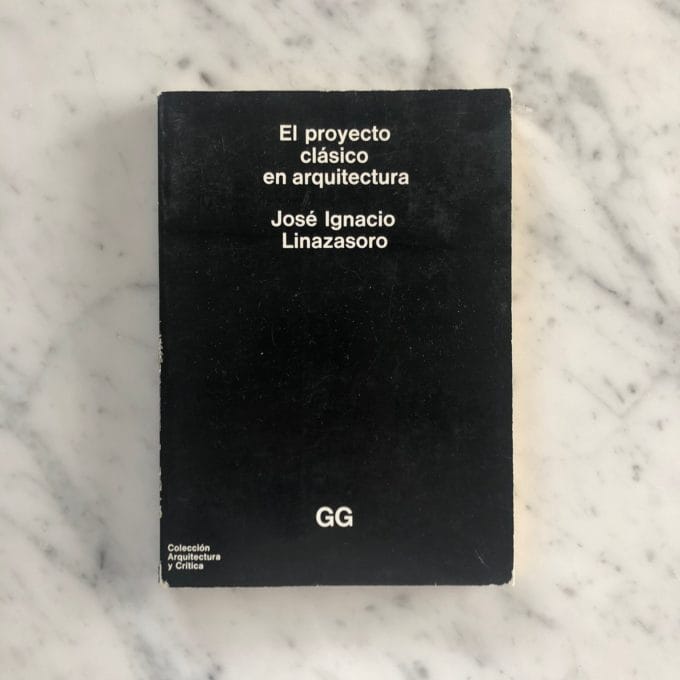 El proyecto
clásico
en arquitectura
José Ignacio
Linazasoro
GG
Colección
Arquitectura
y Crítica